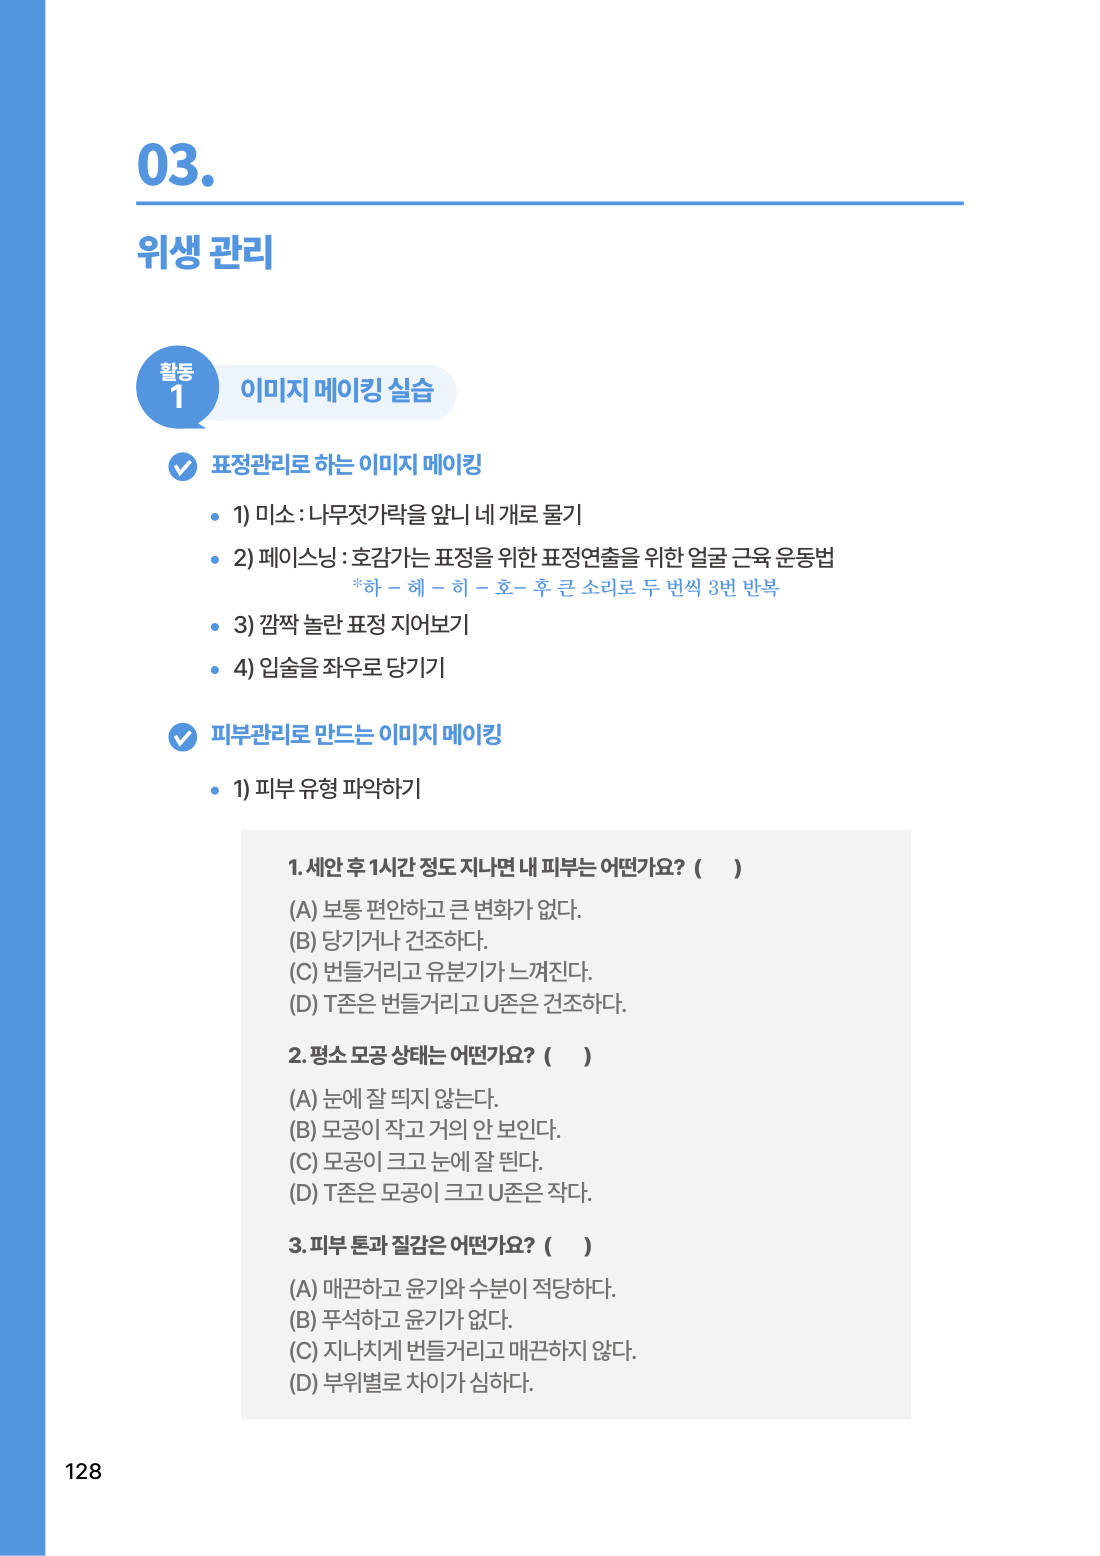 03.
위생 관리
활동
1
이미지 메이킹 실습
표정관리로 하는 이미지 메이킹
• 1) 미소 : 나무젓가락을 앞니 네 개로 물기
• 2) 페이스닝 : 호감가는 표정을 위한 표정연출을 위한 얼굴 근육 운동법
*하 – 헤 – 히 – 호– 후 큰 소리로 두 번씩 3번 반복
• 3) 깜짝 놀란 표정 지어보기
• 4) 입술을 좌우로 당기기
피부관리로 만드는 이미지 메이킹
• 1) 피부 유형 파악하기
1. 세안 후 1시간 정도 지나면 내 피부는 어떤가요? (    )
(A) 보통 편안하고 큰 변화가 없다.
(B) 당기거나 건조하다.
(C) 번들거리고 유분기가 느껴진다.
(D) T존은 번들거리고 U존은 건조하다.
2. 평소 모공 상태는 어떤가요? (    )
(A) 눈에 잘 띄지 않는다.
(B) 모공이 작고 거의 안 보인다.
(C) 모공이 크고 눈에 잘 띈다.
(D) T존은 모공이 크고 U존은 작다.
3. 피부 톤과 질감은 어떤가요? (    )
(A) 매끈하고 윤기와 수분이 적당하다.
(B) 푸석하고 윤기가 없다.
(C) 지나치게 번들거리고 매끈하지 않다.
(D) 부위별로 차이가 심하다.
128